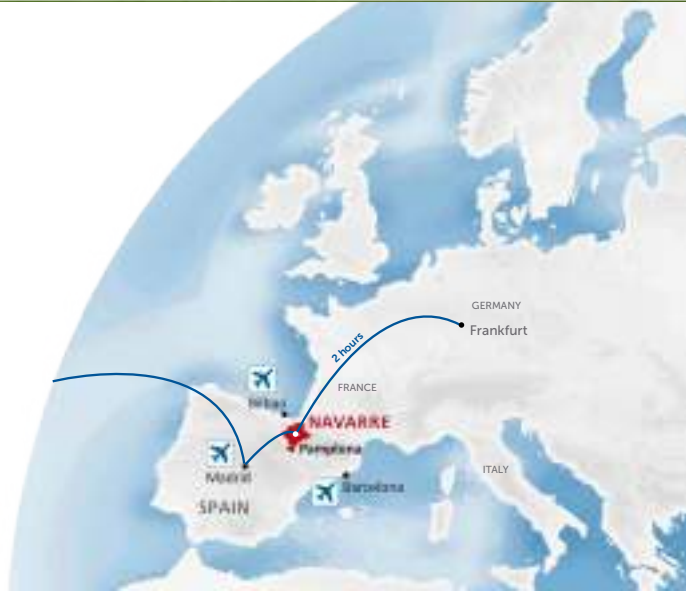 GERMANY
Frankfurt
2 hours
FRANCE
Bilbao
NAVARRE
Pamplona
ITALY
Madrid
Barcelona
SPAIN